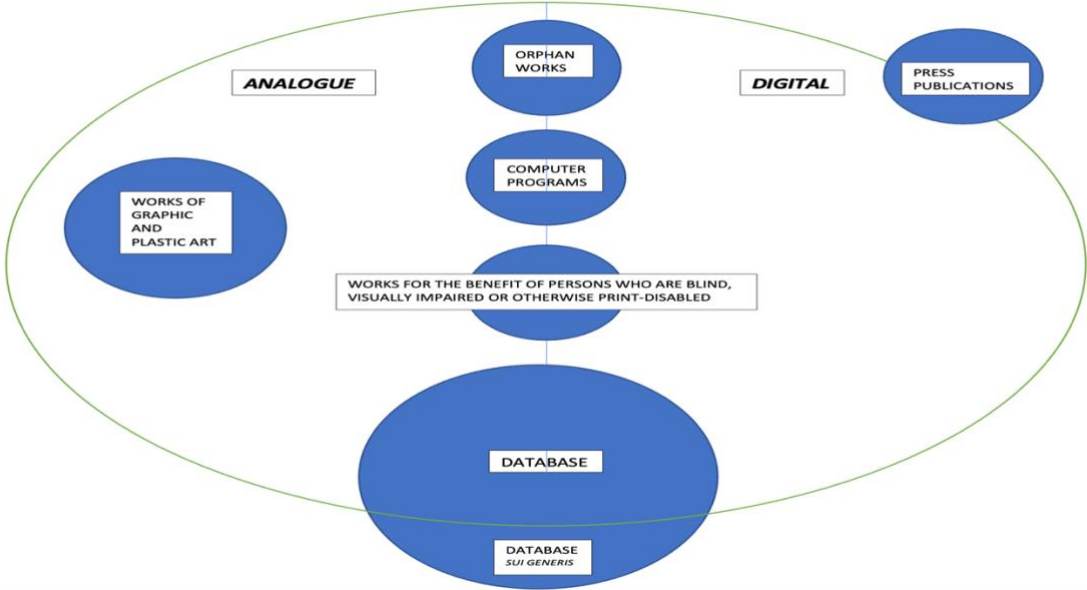 ORPHAN
WORKS
ANALOGUE
DIGITAL
PRESS
PUBLICATIONS
COMPUTER
PROGRAMS
WORKS OF
GRAPHIC
AND
PLASTIC ART
WORKS FOR THE BENEFIT OF PERSONS WHO ARE BLIND,
VISUALLY IMPAIRED OR OTHERWISE PRINT-DISABLED
DATABASE
DATABASE
SUI GENERIS